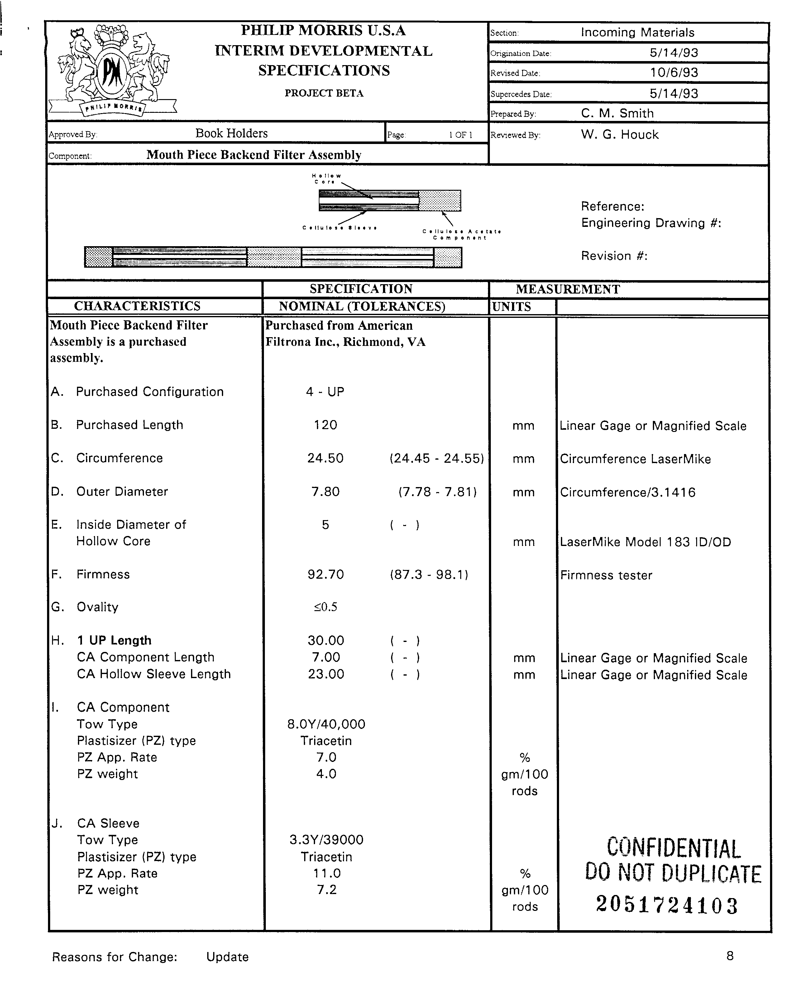 PHILIP MORRIS U.S.A
INTERIM DEVELOPMENTAL
SPECIFICATIONS
PROJECT BETA
PM
PHILIP MORRIS
Section: Incoming Materials
Origination Date: 5/14/93
Revised Date: 10/6/93
Supercedes Date: 5/14/93
Prepared By: C. M. Smith
Approved By: Book Holders Page: 1 OF 1 Reviewed By: W. G. Houck
Component: Mouth Piece Backend Filter Assembly
Hollow
Core
Cellulose Sleeve
Cellulose Acetate
Component
Reference:
Engineering Drawing #:
Revision #:
SPECIFICATION MEASUREMENT
CHARACTERISTICS NOMINAL (TOLERANCES) UNITS
Mouth Piece Backend Filter Purchased from American
Assembly is a purchased Filtrona Inc., Richmond, VA
assembly.
A. Purchased Configuration 4 - UP
B. Purchased Length 120 mm Linear Gage or Magnified Scale
C. Circumference 24.50 (24.45 - 24.55) mm Circumference LaserMike
D. Outer Diameter 7.80 (7.78 - 7.81) mm Circumference/3.1416
E. Inside Diameter of 5 ( - )
Hollow Core mm LaserMike Model 183 ID/OD
F. Firmness 92.70 (87.3 - 98.1) Firmness tester
G. Ovality ≤0.5
H. 1 UP Length 30.00 ( - )
CA Component Length 7.00 ( - ) mm Linear Gage or Magnified Scale
CA Hollow Sleeve Length 23.00 ( - ) mm Linear Gage or Magnified Scale
I. CA Component
Tow Type 8.0Y/40,000
Plastisizer (PZ) type Triacetin
PZ App. Rate 7.0 %
PZ weight 4.0 gm/100
rods
J. CA Sleeve
Tow Type 3.3Y/39000
Plastisizer (PZ) type Triacetin
PZ App. Rate 11.0 %
PZ weight 7.2 gm/100
rods
CONFIDENTIAL
DO NOT DUPLICATE
2051724103
Reasons for Change: Update 8